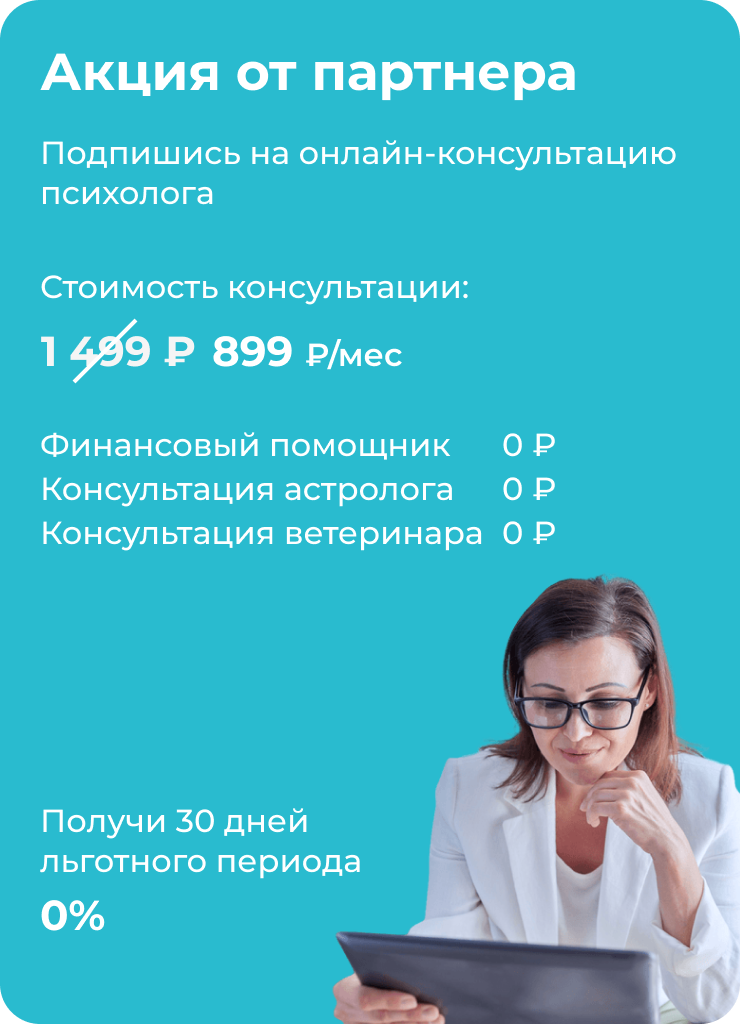 Акция от партнера
Подпишись на онлайн-консультацию
психолога
Стоимость консультации:
1 499 ₽ 899 ₽/мес
Финансовый помощник 0 ₽
Консультация астролога 0 ₽
Консультация ветеринара 0 ₽
Получи 30 дней
льготного периода
0%